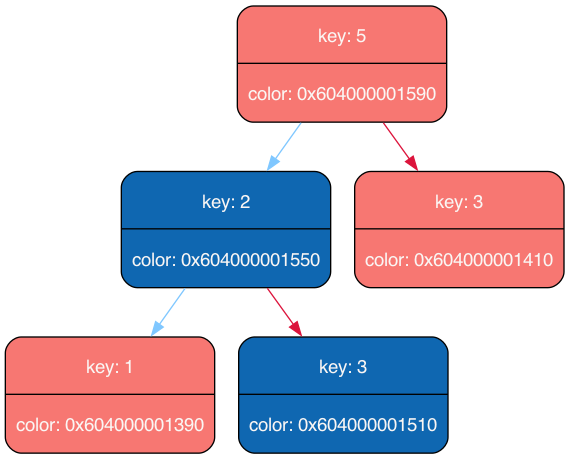 key: 5
color: 0x604000001590
key: 2
color: 0x604000001550
key: 3
color: 0x604000001410
key: 1
color: 0x604000001390
key: 3
color: 0x604000001510